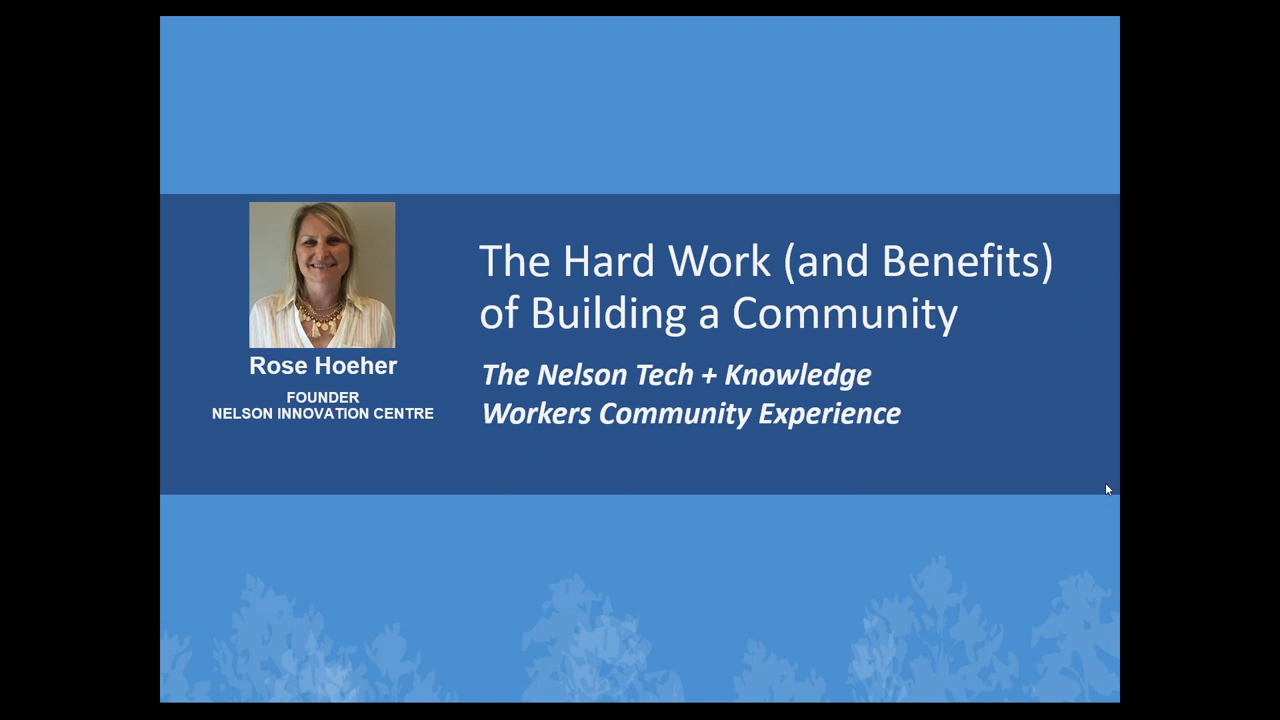 The Hard Work (and Benefits)
of Building a Community
The Nelson Tech + Knowledge
Workers Community Experience
Rose Hoeher
FOUNDER
NELSON INNOVATION CENTRE